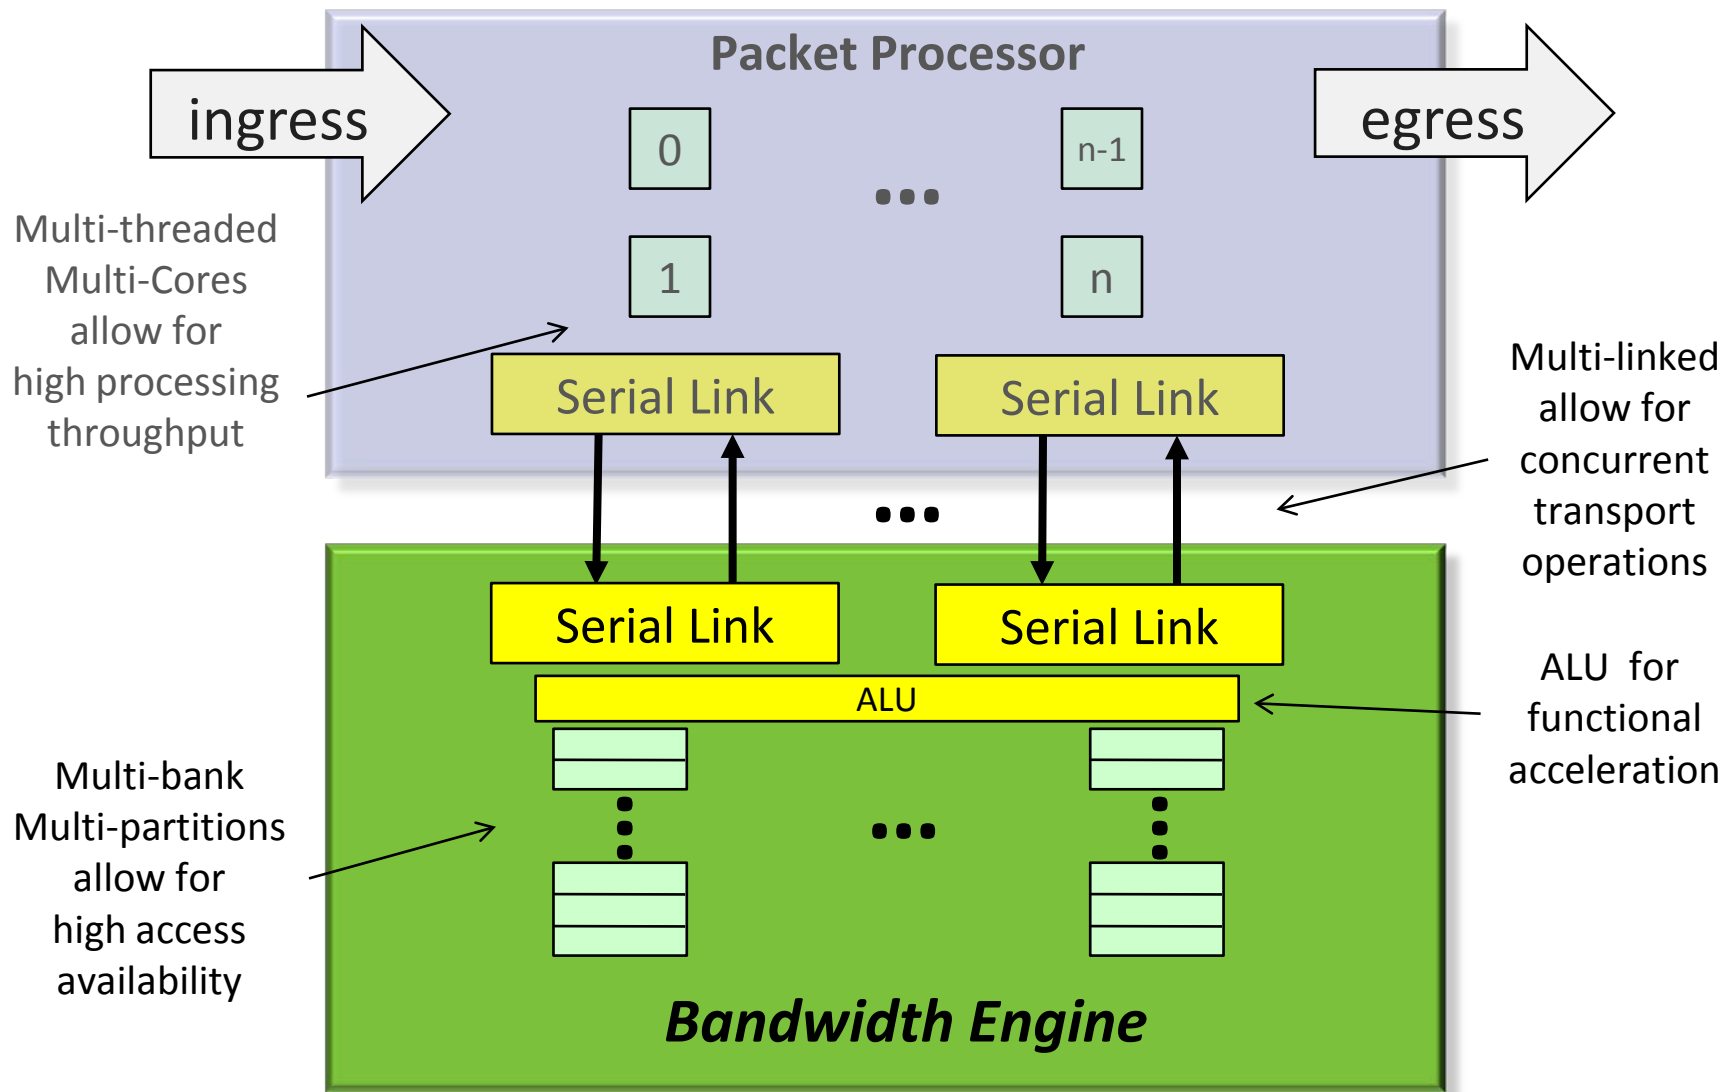 Packet Processor
ingress
egress
0
n-1
...
1
n
Multi-threaded
Multi-Cores
allow for
high processing
throughput
Serial Link
Serial Link
Multi-linked
allow for
concurrent
transport
operations
...
Serial Link
Serial Link
ALU
ALU for
functional
acceleration
Multi-bank
Multi-partitions
allow for
high access
availability
...
Bandwidth Engine